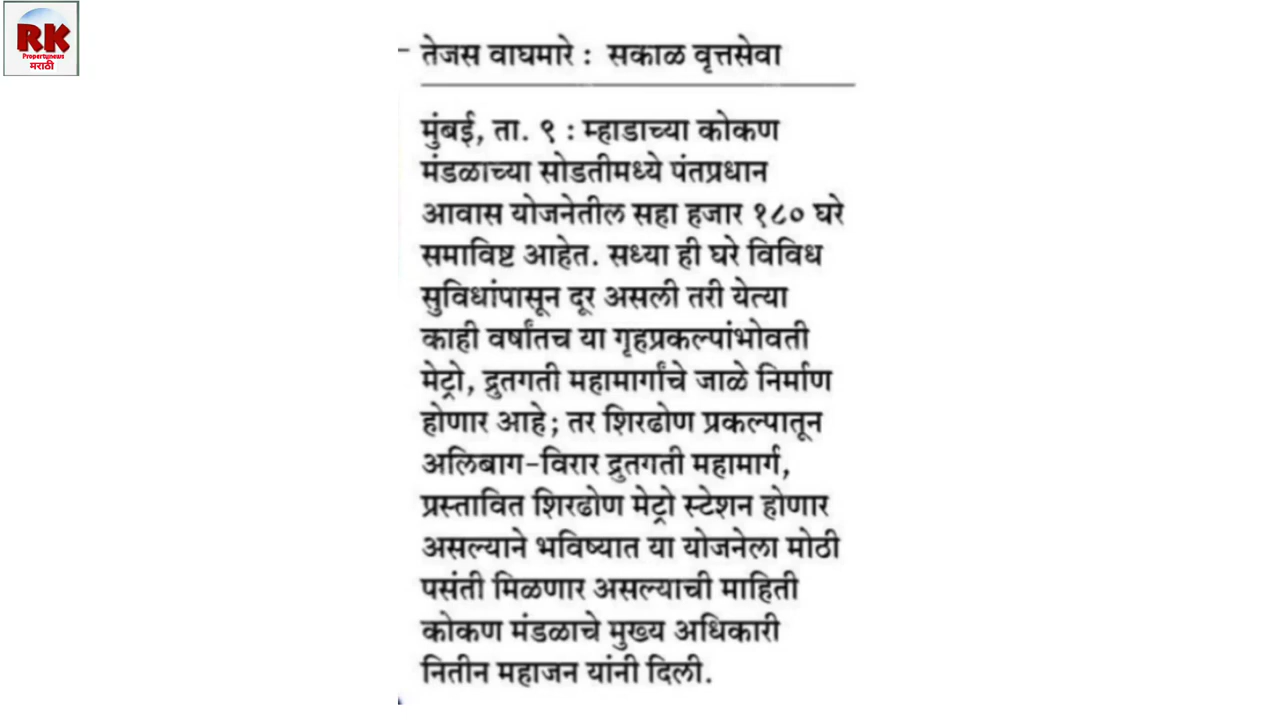 RK
Propertynews
मराठी
- तेजस वाघमारे : सकाळ वृत्तसेवा
मुंबई, ता. ९ : म्हाडाच्या कोकण
मंडळाच्या सोडतीमध्ये पंतप्रधान
आवास योजनेतील सहा हजार १८० घरे
समाविष्ट आहेत. सध्या ही घरे विविध
सुविधांपासून दूर असली तरी येत्या
काही वर्षांतच या गृहप्रकल्पांभोवती
मेट्रो, द्रुतगती महामार्गांचे जाळे निर्माण
होणार आहे; तर शिरढोण प्रकल्पातून
अलिबाग-विरार द्रुतगती महामार्ग,
प्रस्तावित शिरढोण मेट्रो स्टेशन होणार
असल्याने भविष्यात या योजनेला मोठी
पसंती मिळणार असल्याची माहिती
कोकण मंडळाचे मुख्य अधिकारी
नितीन महाजन यांनी दिली.